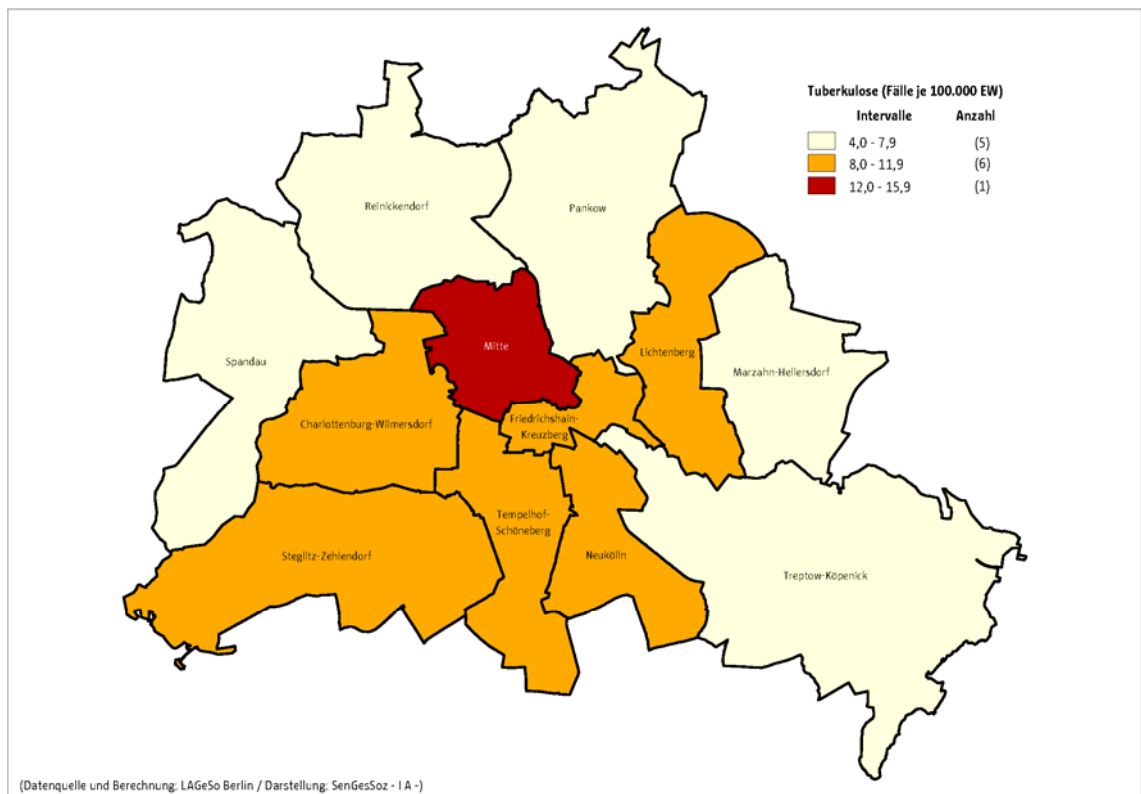 Tuberkulose (Fälle je 100.000 EW)
Intervalle Anzahl
4,0 - 7,9 (5)
8,0 - 11,9 (6)
12,0 - 15,9 (1)
Reinickendorf
Pankow
Spandau
Mitte
Lichtenberg
Marzahn-Hellersdorf
Charlottenburg-Wilmersdorf
Friedrichshain-
Kreuzberg
Tempelhof-
Schöneberg
Steglitz-Zehlendorf
Neukölln
Treptow-Köpenick
(Datenquelle und Berechnung: LAGeSo Berlin / Darstellung: SenGesSoz - I A -)